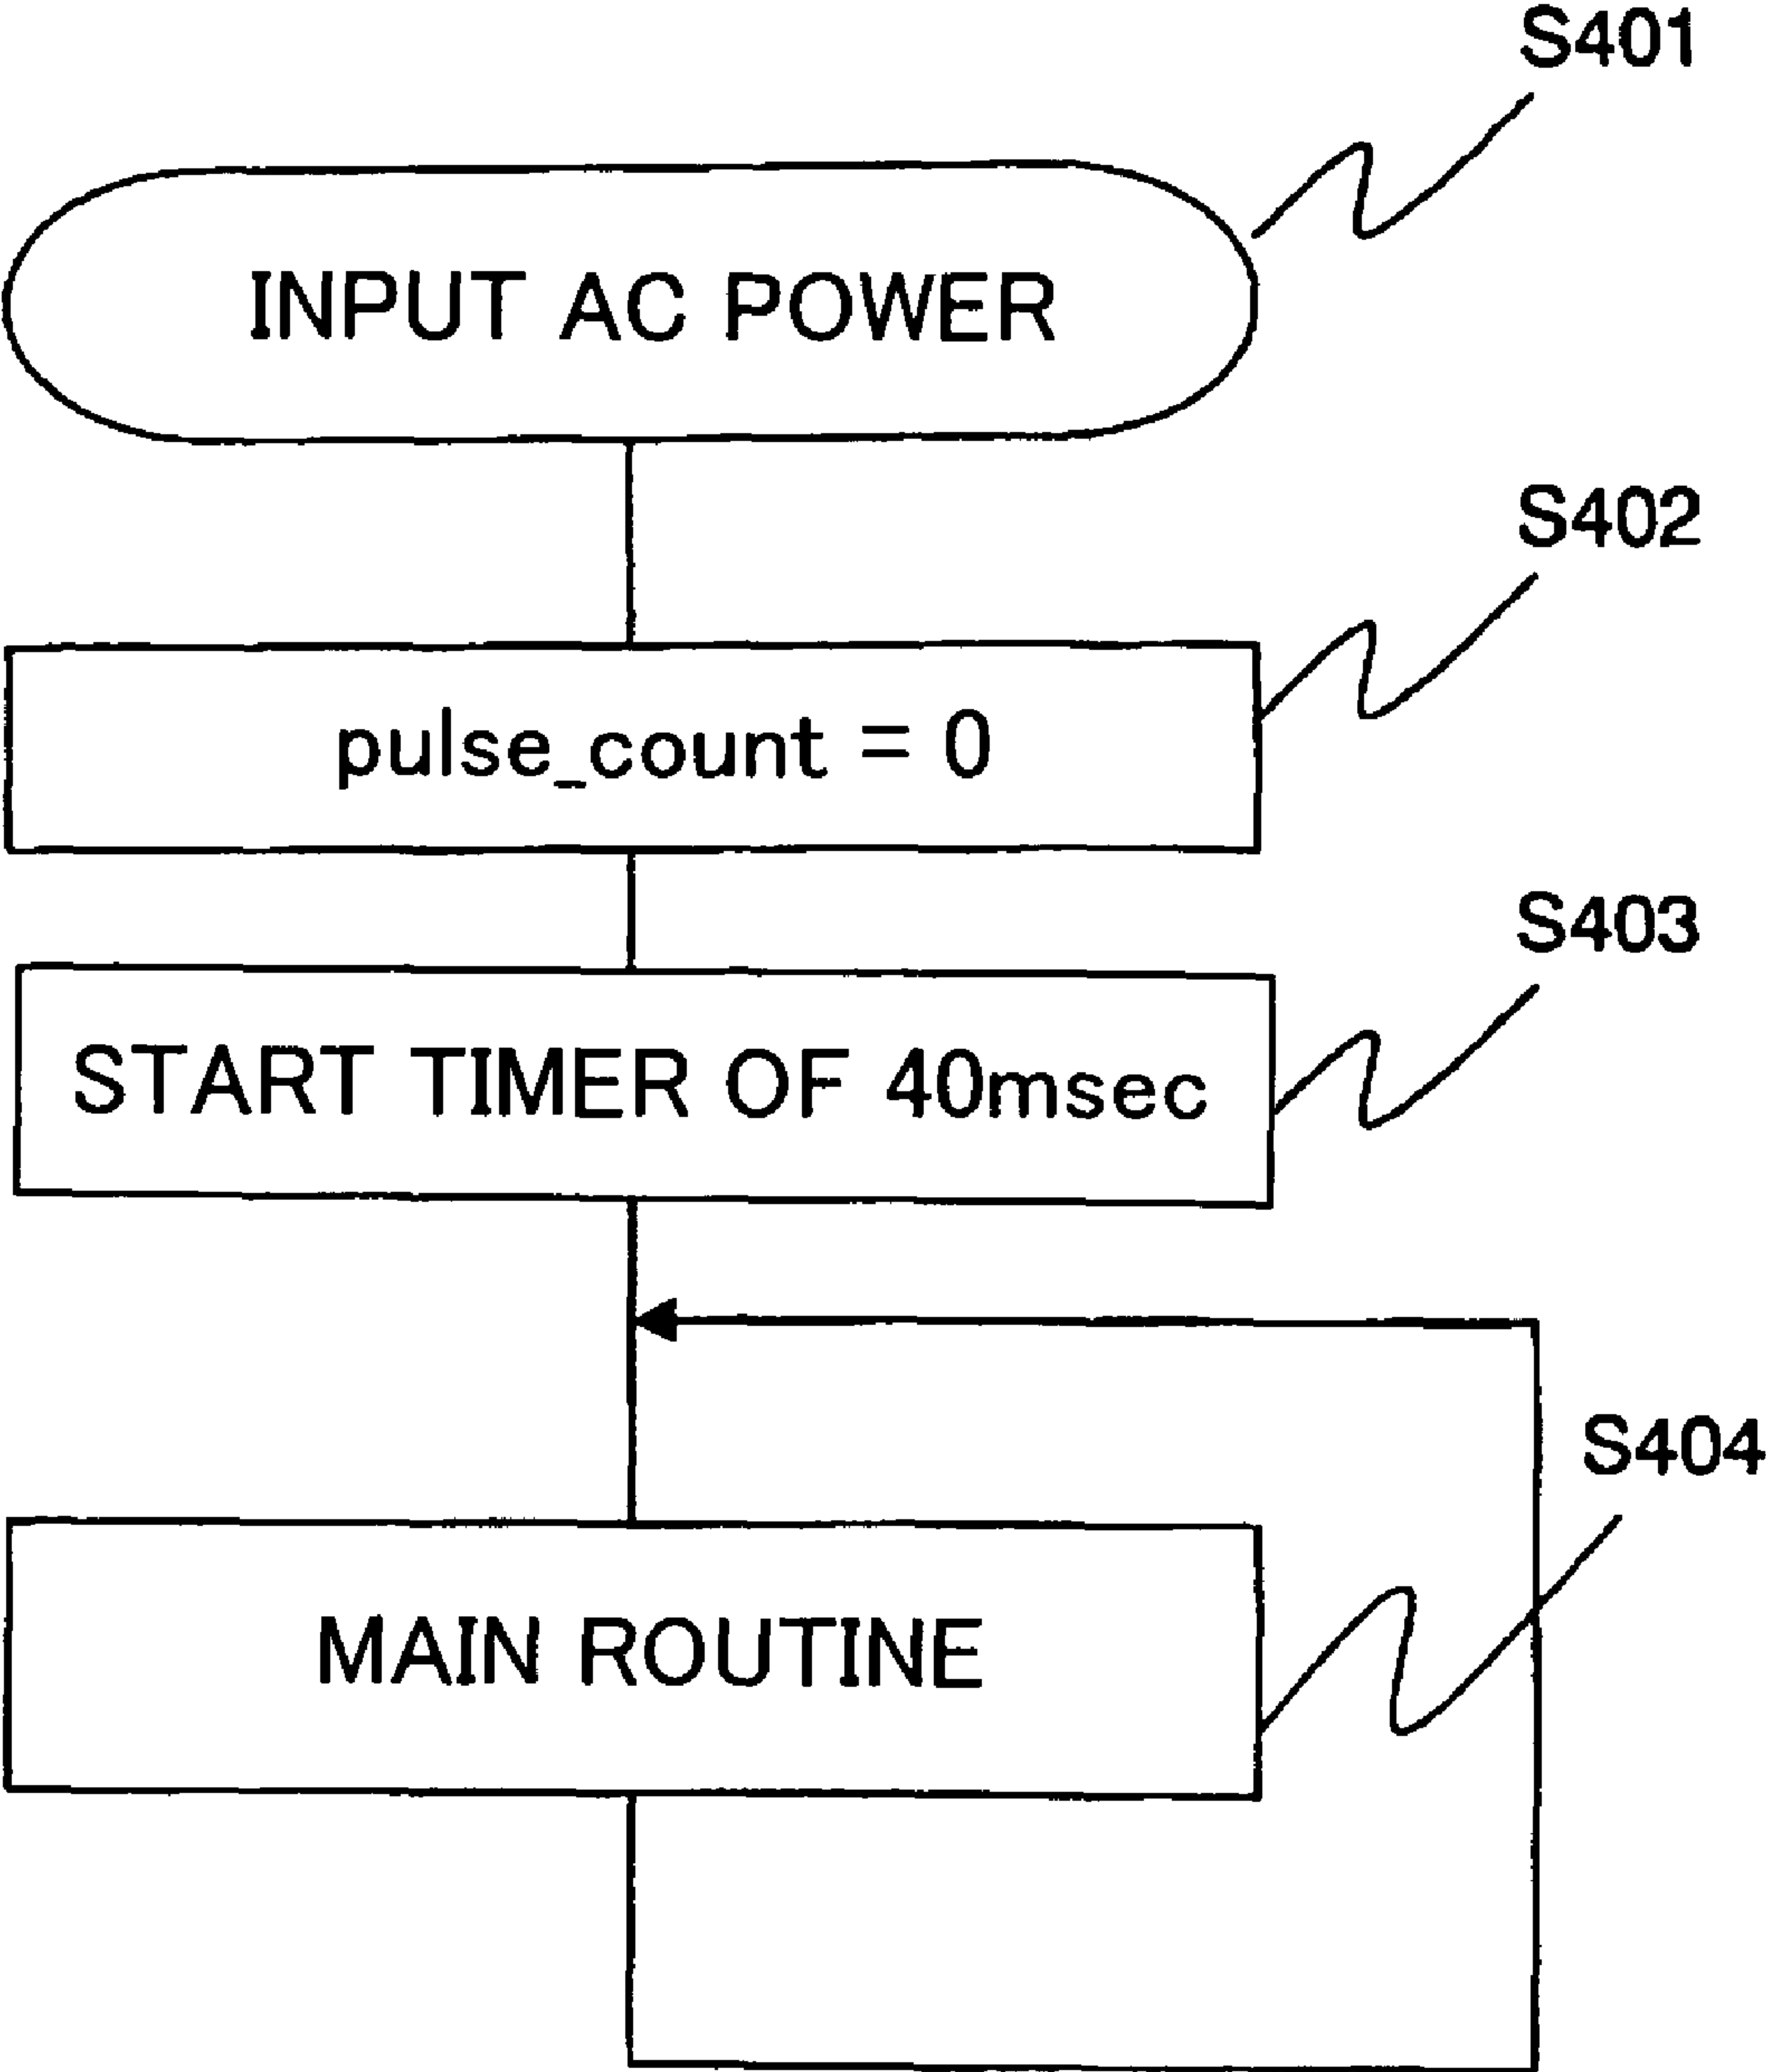 S401
INPUT AC POWER
S402
pulse_count = 0
S403
START TIMER OF 40msec
S404
MAIN ROUTINE